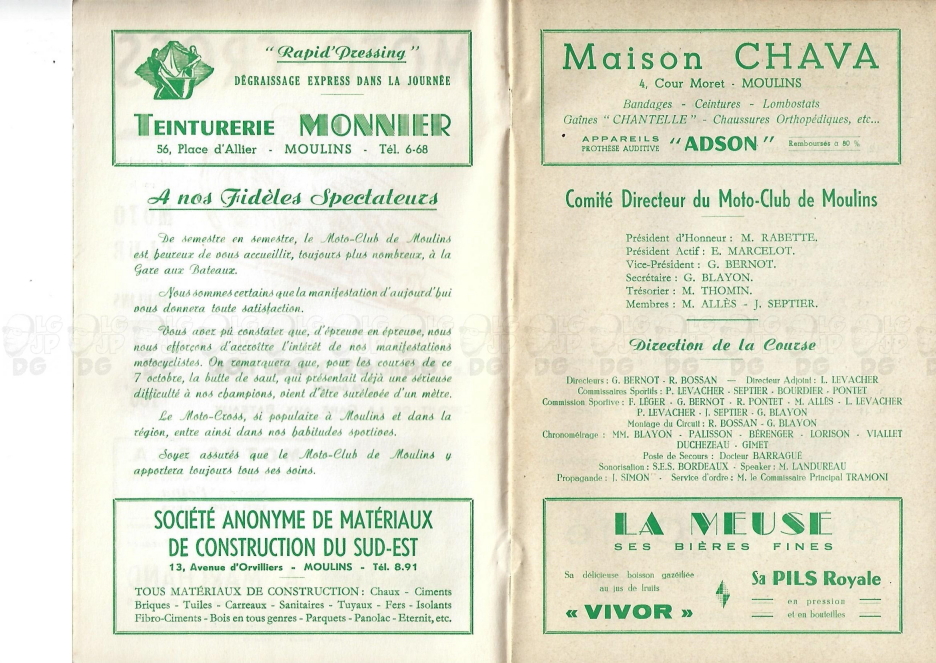 "Rapid'Pressing"
DÉGRAISSAGE EXPRESS DANS LA JOURNÉE
TEINTURERIE MONNIER
56, Place d'Allier - MOULINS - Tél. 6-68
A nos Fidèles Spectateurs
De semestre en semestre, le Moto-Club de Moulins
est heureux de vous accueillir, toujours plus nombreux, à la
Gare aux Bateaux.
Nous sommes certains que la manifestation d'aujourd'hui
vous donnera toute satisfaction.
Vous avez pû constater que, d'épreuve en épreuve, nous
nous efforçons d'accroître l'intérêt de nos manifestations
motocyclistes. On remarquera que, pour les courses de ce
7 octobre, la butte de saut, qui présentait déjà une sérieuse
difficulté à nos champions, vient d'être surélevée d'un mètre.
Le Moto-Cross, si populaire à Moulins et dans la
région, entre ainsi dans nos habitudes sportives.
Soyez assurés que le Moto-Club de Moulins y
apportera toujours tous ses soins.
SOCIÉTÉ ANONYME DE MATÉRIAUX
DE CONSTRUCTION DU SUD-EST
13, Avenue d'Orvilliers - MOULINS - Tél. 8.91
TOUS MATÉRIAUX DE CONSTRUCTION : Chaux - Ciments
Briques - Tuiles - Carreaux - Sanitaires - Tuyaux - Fers - Isolants
Fibro-Ciments - Bois en tous genres - Parquets - Panolac - Eternit, etc.
Maison CHAVA
4, Cour Moret - MOULINS
Bandages - Ceintures - Lombostats
Gaînes "CHANTELLE" - Chaussures Orthopédiques, etc...
APPAREILS
PROTHÈSE AUDITIVE "ADSON" Remboursés à 80 %
Comité Directeur du Moto-Club de Moulins
Président d'Honneur : M. RABETTE.
Président Actif : E. MARCELOT.
Vice-Président : G. BERNOT.
Secrétaire : G. BLAYON.
Trésorier : M. THOMIN.
Membres : M. ALLÈS - J. SEPTIER.
Direction de la Course
Directeurs : G. BERNOT - R. BOSSAN — Directeur Adjoint : L. LEVACHER
Commissaires Sportifs : P. LEVACHER - SEPTIER - BOURDIER - PONTET
Commission Sportive : F. LÉGER - G. BERNOT - R. PONTET - M. ALLÈS - L. LEVACHER
P. LEVACHER - J. SEPTIER - G. BLAYON
Montage du Circuit : R. BOSSAN - G. BLAYON
Chronométrage : MM. BLAYON - PALISSON - BÉRENGER - LORISON - VIALLET
DUCHEZEAU - GIMET
Poste de Secours : Docteur BARRAGUÉ
Sonorisation : S.E.S. BORDEAUX - Speaker : M. LANDUREAU
Propagande : J. SIMON - Service d'ordre : M. le Commissaire Principal TRAMONI
LA MEUSE
SES BIÈRES FINES
Sa délicieuse boisson gazéifiée
au jus de fruits
« VIVOR »
Sa PILS Royale
en pression
et en bouteilles